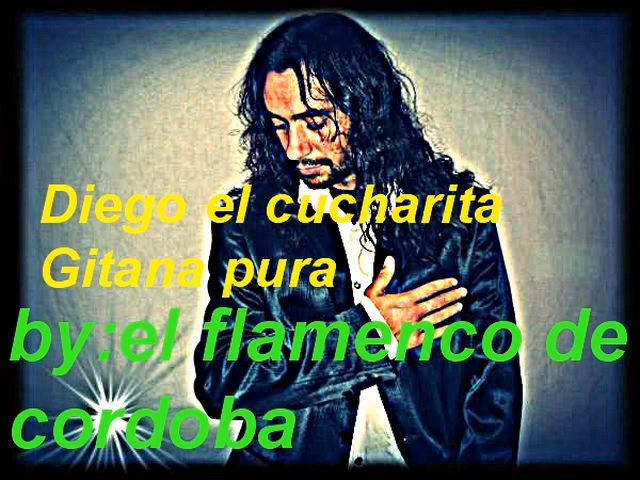 Diego el cucharita
Gitana pura
by:el flamenco de
cordoba